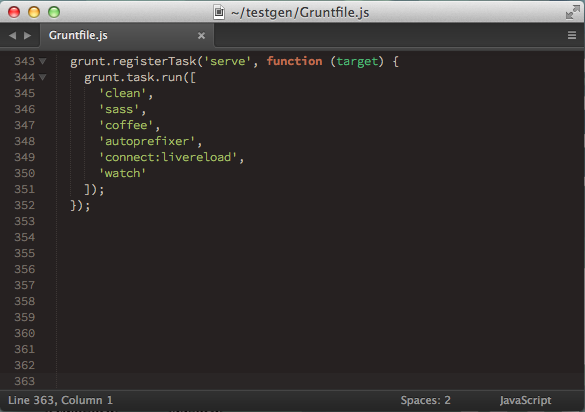 ~/testgen/Gruntfile.js
Gruntfile.js
343 grunt.registerTask('serve', function (target) {
344 grunt.task.run([
345 'clean',
346 'sass',
347 'coffee',
348 'autoprefixer',
349 'connect:livereload',
350 'watch'
351 ]);
352 });
353
354
355
356
357
358
359
360
361
362
363
Line 363, Column 1 Spaces: 2 JavaScript